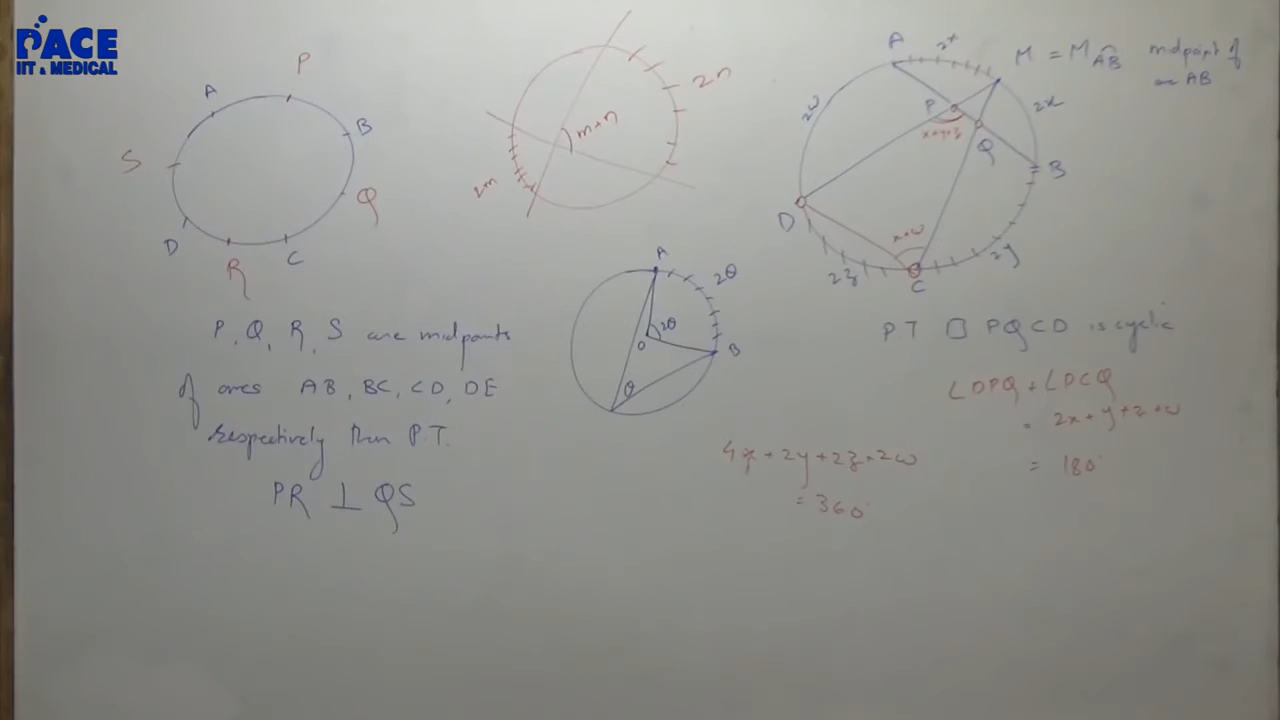 PACE
IIT & MEDICAL
P
A
B
S
Q
D
R
C
P, Q, R, S are midpoints
of arcs AB, BC, CD, DE
respectively then P.T.
PR ⊥ QS
2n
m+n
2m
A
2θ
2θ
O
B
θ
A
2x
M = M AB midpoint of
arc AB
2w
P
2x
x+y+z
Q
B
D
x+w
2z
C
2y
P T □ PQCD is cyclic
∠DPQ + ∠DCQ
= 2x+y+z+w
= 180°
4x+2y+2z+2w
= 360°